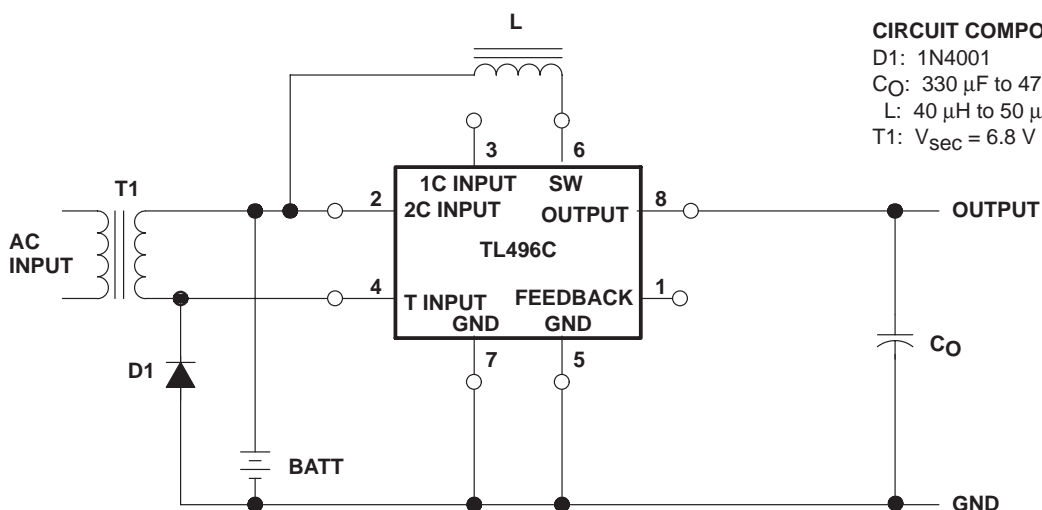 L
CIRCUIT COMPO
D1: 1N4001
CO: 330 μF to 47
L: 40 μH to 50 μ
T1: Vsec = 6.8 V
3
6
T1
1C INPUT
SW
2
2C INPUT
OUTPUT
8
OUTPUT
AC
INPUT
TL496C
4
T INPUT
FEEDBACK
1
GND
GND
7
5
CO
D1
BATT
GND